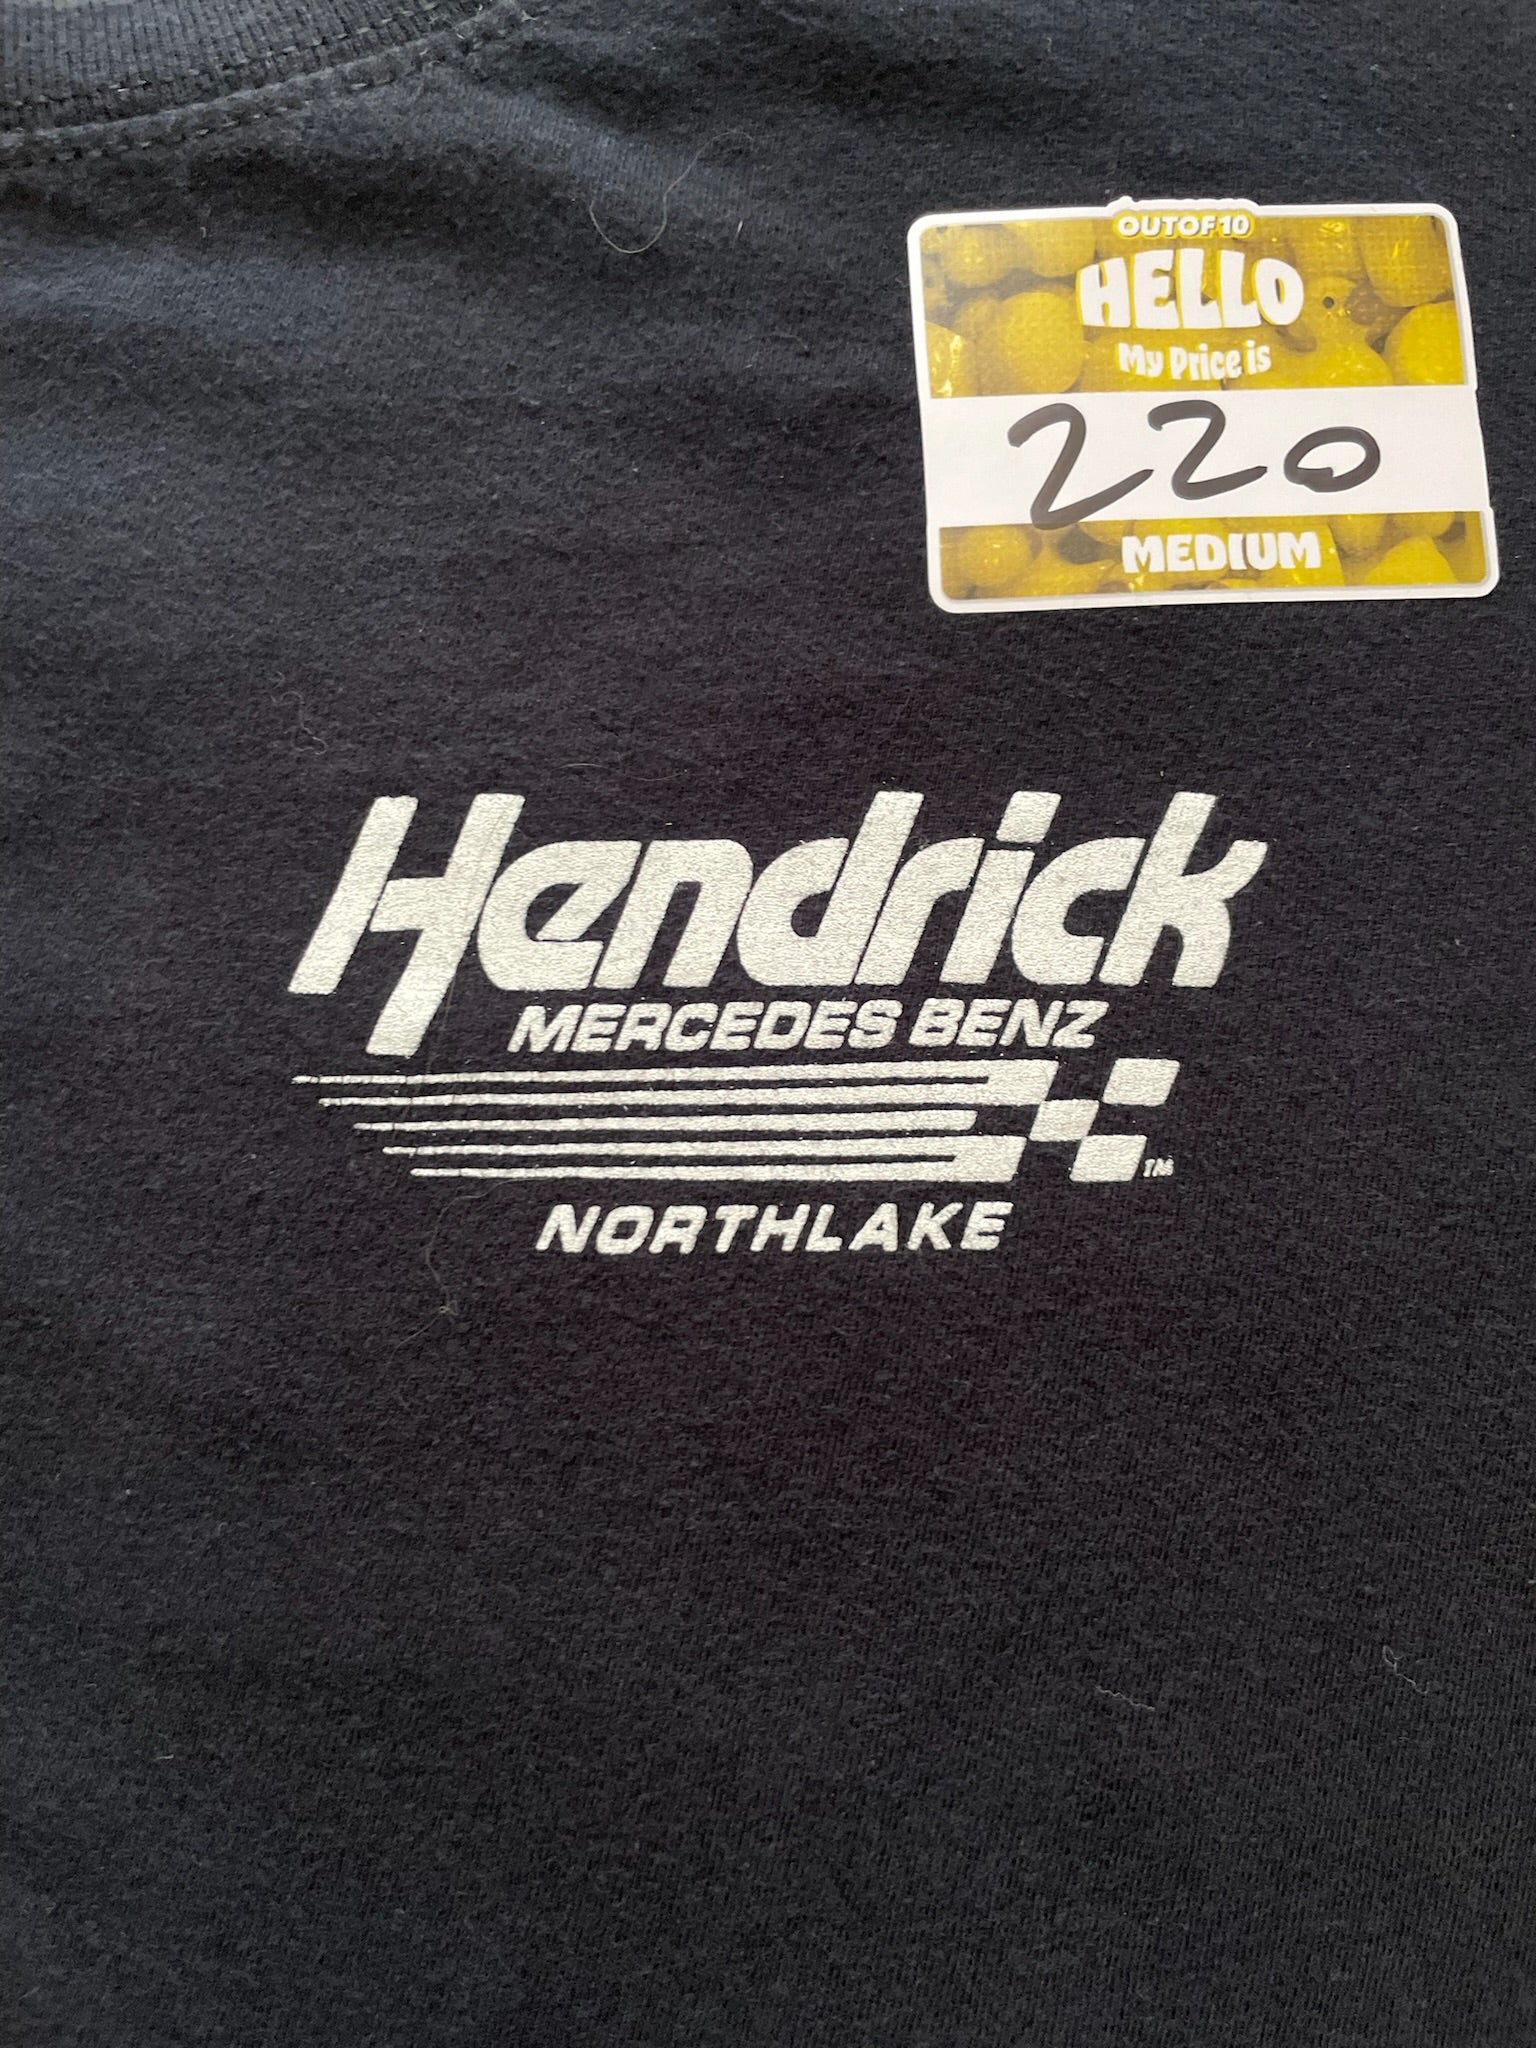 OUTOF10
HELLO
My Price is
220
MEDIUM
Hendrick
MERCEDES BENZ
TM
NORTHLAKE